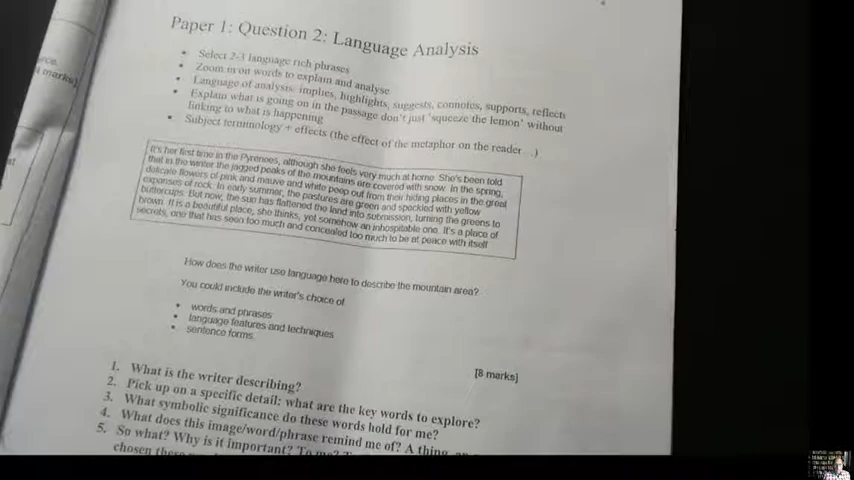 rce.
4 marks]
at
Paper 1: Question 2: Language Analysis
• Select 2-3 language rich phrases
• Zoom in on words to explain and analyse
• Language of analysis: implies, highlights, suggests, connotes, supports, reflects
• Explain what is going on in the passage don't just 'squeeze the lemon' without
linking to what is happening
• Subject terminology + effects (the effect of the metaphor on the reader ...)
It's her first time in the Pyrenees, although she feels very much at home. She's been told
that in the winter the jagged peaks of the mountains are covered with snow. In the spring,
delicate flowers of pink and mauve and white peep out from their hiding places in the great
expanses of rock. In early summer, the pastures are green and speckled with yellow
buttercups. But now, the sun has flattened the land into submission, turning the greens to
brown. It is a beautiful place, she thinks, yet somehow an inhospitable one. It's a place of
secrets, one that has seen too much and concealed too much to be at peace with itself
How does the writer use language here to describe the mountain area?
You could include the writer's choice of
• words and phrases
• language features and techniques
• sentence forms.
[8 marks]
1. What is the writer describing?
2. Pick up on a specific detail: what are the key words to explore?
3. What symbolic significance do these words hold for me?
4. What does this image/word/phrase remind me of? A thing,
5. So what? Why is it important? To me?
chosen these